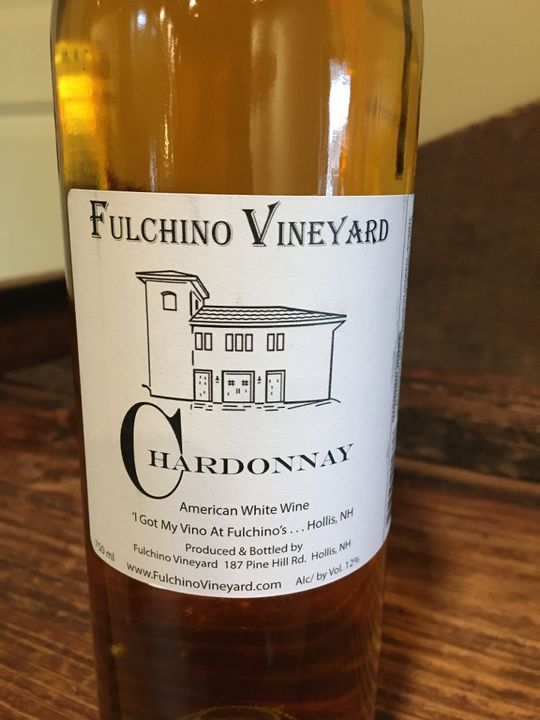 FULCHINO VINEYARD
CHARDONNAY
American White Wine
'I Got My Vino At Fulchino's . . . Hollis, NH
Produced & Bottled by
Fulchino Vineyard 187 Pine Hill Rd. Hollis, NH
750 ml www.FulchinoVineyard.com Alc/ by Vol. 12%